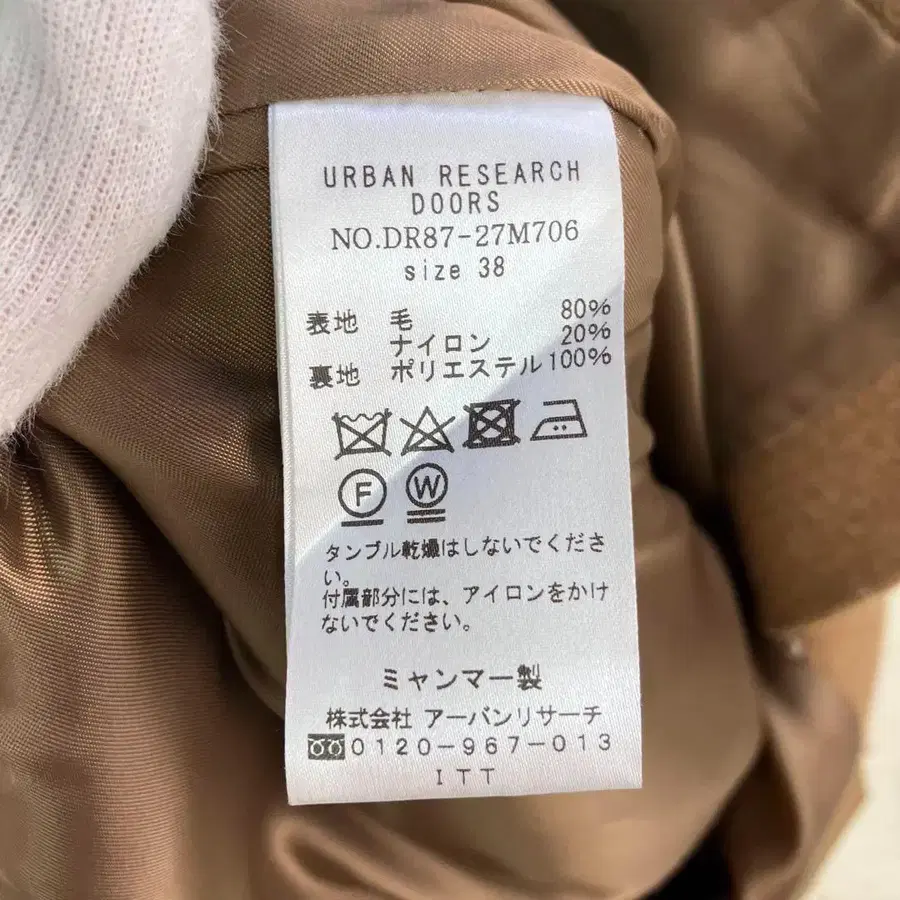 URBAN RESEARCH
DOORS
NO.DR87-27M706
size 38
表地 毛 80%
ナイロン 20%
裏地 ポリエステル 100%
F W
タンブル乾燥はしないでくださ
い。
付属部分には、アイロンをかけ
ないでください。
ミャンマー製
株式会社 アーバンリサーチ
0120-967-013
ITT